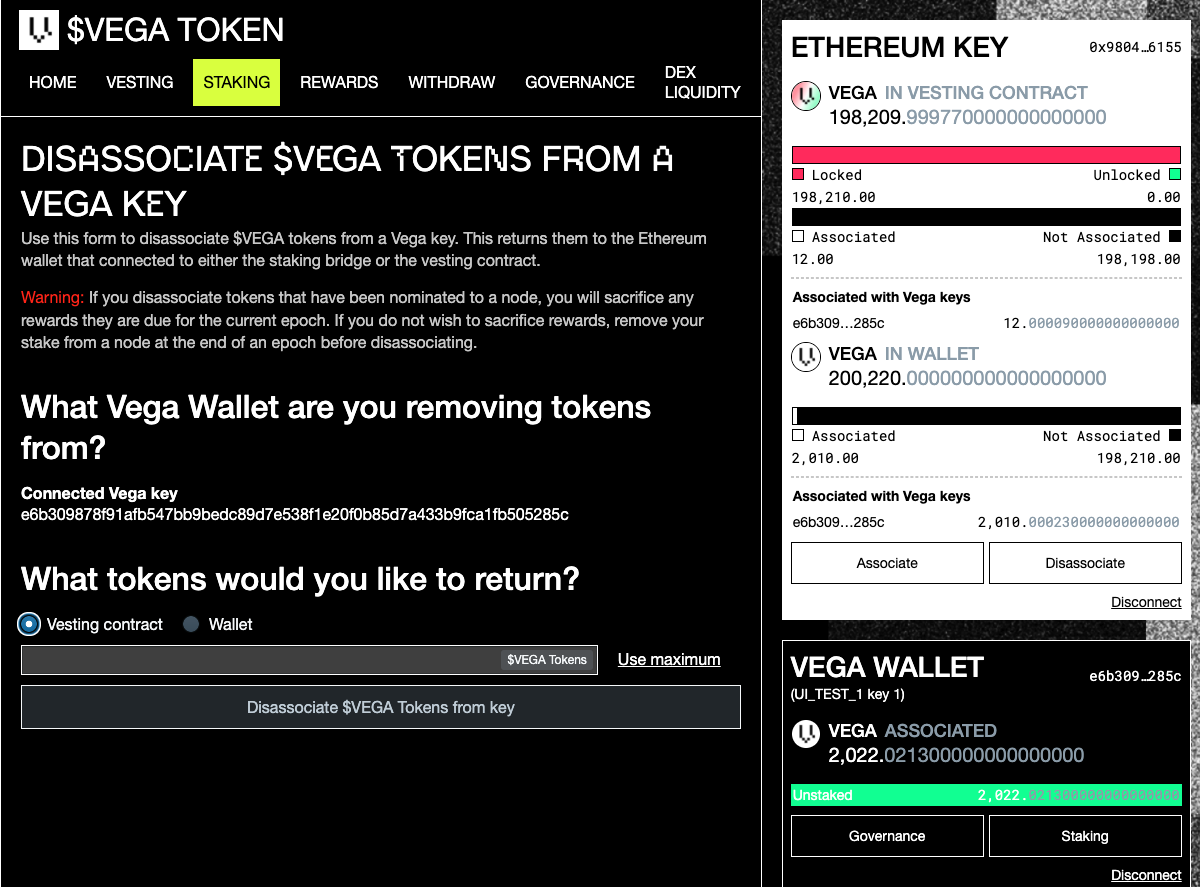 $VEGA TOKEN
HOME VESTING STAKING REWARDS WITHDRAW GOVERNANCE DEX LIQUIDITY
DISASSOCIATE $VEGA TOKENS FROM A
VEGA KEY
Use this form to disassociate $VEGA tokens from a Vega key. This returns them to the Ethereum
wallet that connected to either the staking bridge or the vesting contract.
Warning: If you disassociate tokens that have been nominated to a node, you will sacrifice any
rewards they are due for the current epoch. If you do not wish to sacrifice rewards, remove your
stake from a node at the end of an epoch before disassociating.
What Vega Wallet are you removing tokens
from?
Connected Vega key
e6b309878f91afb547bb9bedc89d7e538f1e20f0b85d7a433b9fca1fb505285c
What tokens would you like to return?
Vesting contract Wallet
$VEGA Tokens Use maximum
Disassociate $VEGA Tokens from key
ETHEREUM KEY 0x9804…6155
VEGA IN VESTING CONTRACT
198,209.999770000000000000
Locked Unlocked
198,210.00 0.00
Associated Not Associated
12.00 198,198.00
Associated with Vega keys
e6b309…285c 12.000090000000000000
VEGA IN WALLET
200,220.000000000000000000
Associated Not Associated
2,010.00 198,210.00
Associated with Vega keys
e6b309…285c 2,010.000230000000000000
Associate Disassociate
Disconnect
VEGA WALLET e6b309…285c
(UI_TEST_1 key 1)
VEGA ASSOCIATED
2,022.021300000000000000
Unstaked 2,022.021300000000000000
Governance Staking
Disconnect